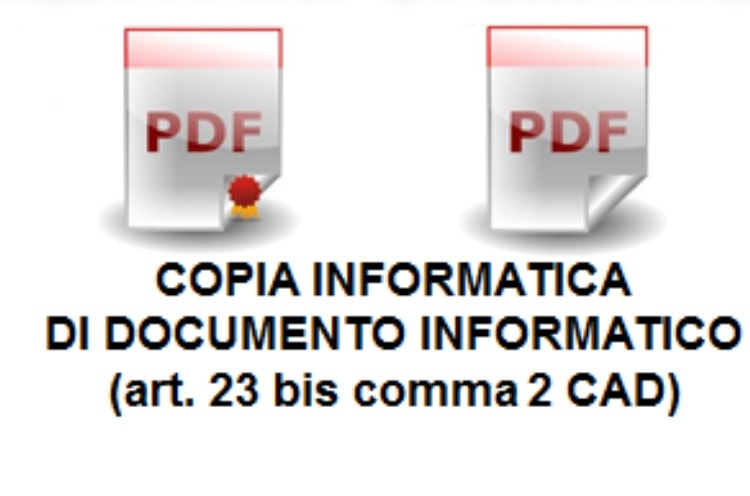 PDF PDF
COPIA INFORMATICA
DI DOCUMENTO INFORMATICO
(art. 23 bis comma 2 CAD)